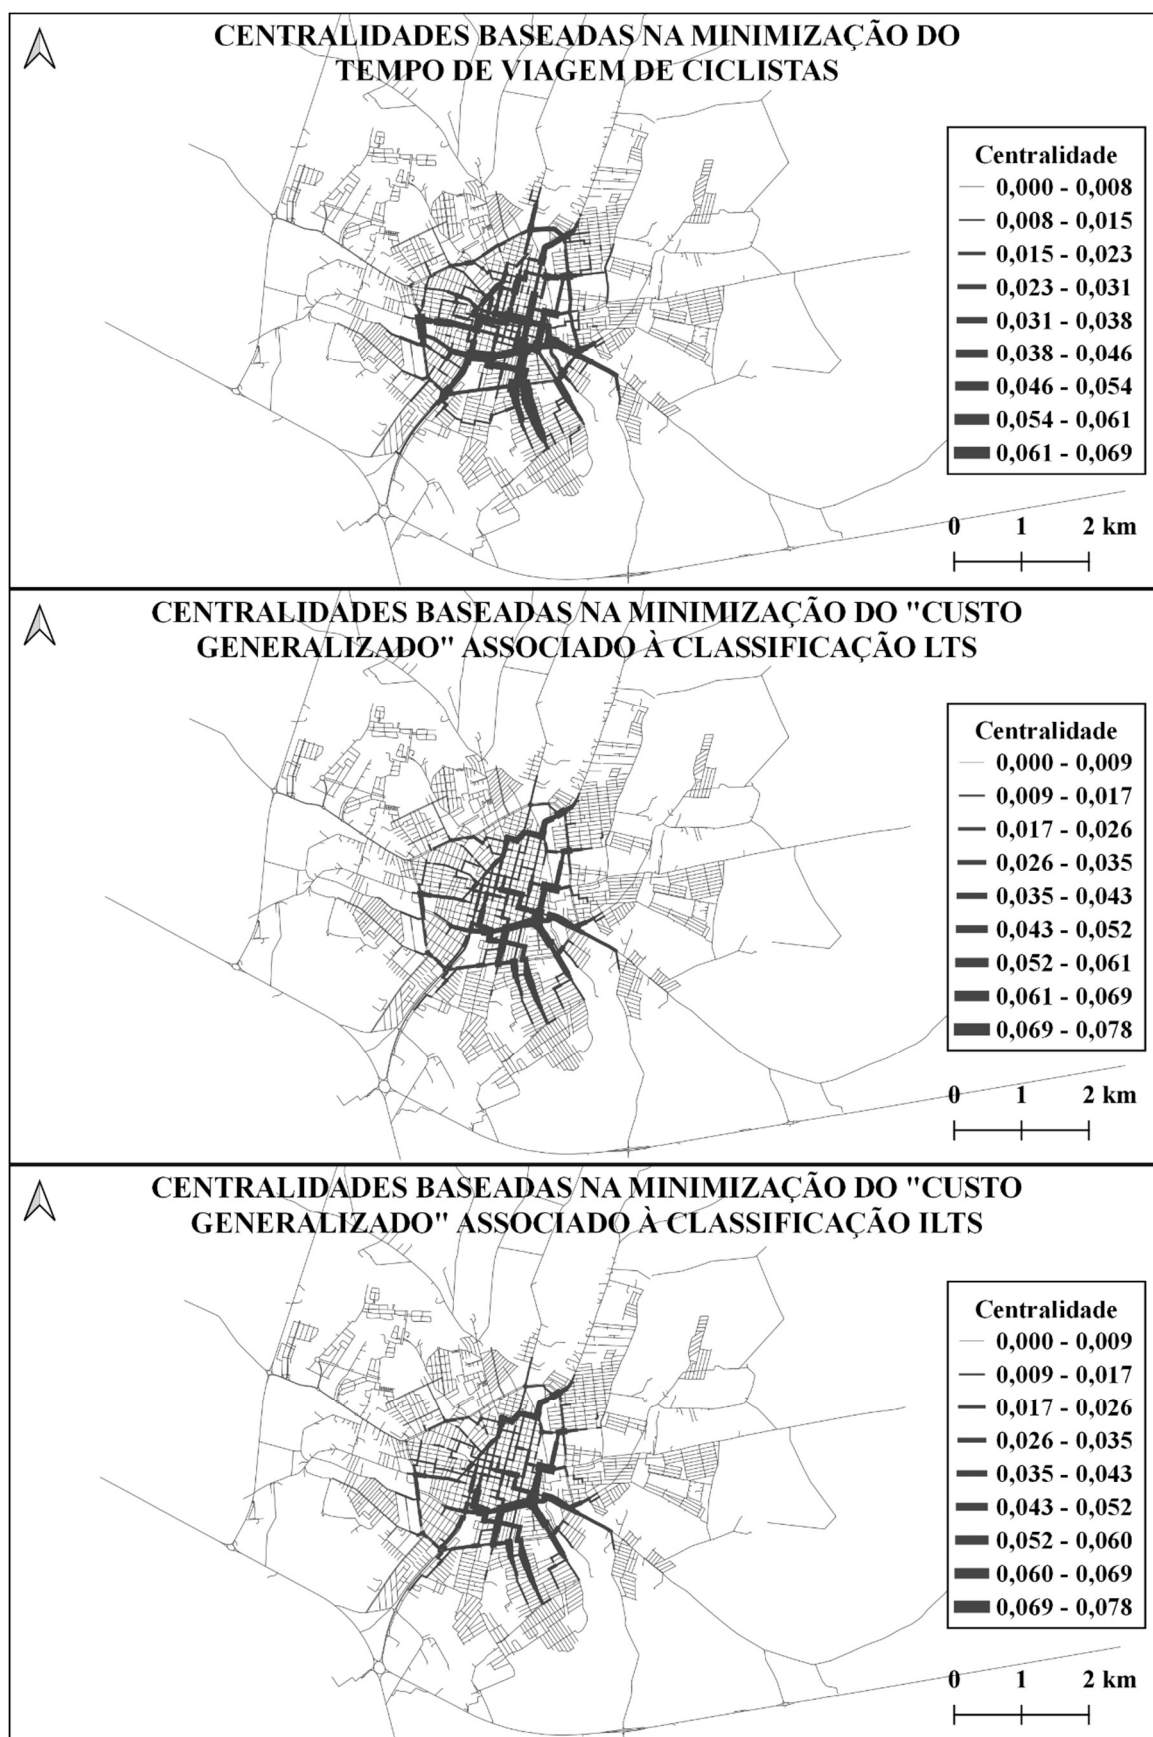 CENTRALIDADES BASEADAS NA MINIMIZAÇÃO DO
TEMPO DE VIAGEM DE CICLISTAS
Centralidade
0,000 - 0,008
0,008 - 0,015
0,015 - 0,023
0,023 - 0,031
0,031 - 0,038
0,038 - 0,046
0,046 - 0,054
0,054 - 0,061
0,061 - 0,069
0 1 2 km
CENTRALIDADES BASEADAS NA MINIMIZAÇÃO DO "CUSTO
GENERALIZADO" ASSOCIADO À CLASSIFICAÇÃO LTS
Centralidade
0,000 - 0,009
0,009 - 0,017
0,017 - 0,026
0,026 - 0,035
0,035 - 0,043
0,043 - 0,052
0,052 - 0,061
0,061 - 0,069
0,069 - 0,078
0 1 2 km
CENTRALIDADES BASEADAS NA MINIMIZAÇÃO DO "CUSTO
GENERALIZADO" ASSOCIADO À CLASSIFICAÇÃO ILTS
Centralidade
0,000 - 0,009
0,009 - 0,017
0,017 - 0,026
0,026 - 0,035
0,035 - 0,043
0,043 - 0,052
0,052 - 0,060
0,060 - 0,069
0,069 - 0,078
0 1 2 km